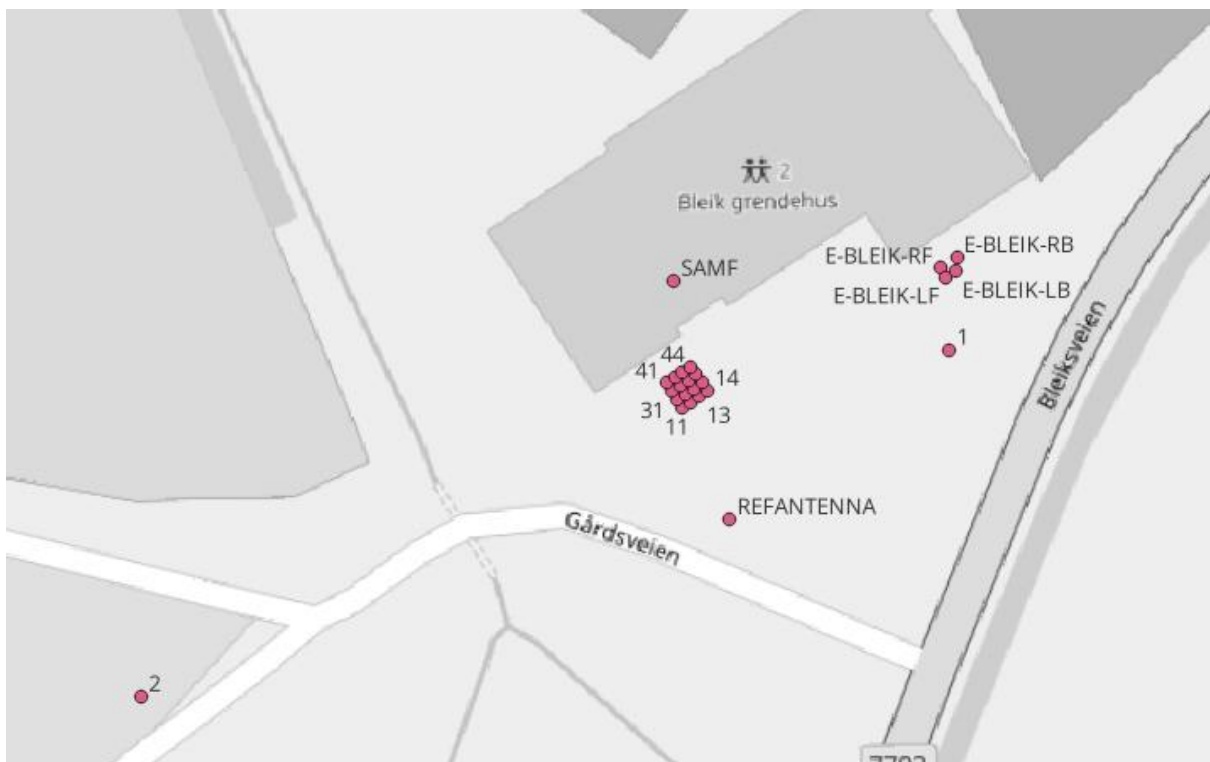 2
Bleik grendehus
SAMF
E-BLEIK-RF
E-BLEIK-RB
E-BLEIK-LF
E-BLEIK-LB
1
44
41
14
31
13
11
REFANTENNA
Gårdsveien
Bleiksveien
2